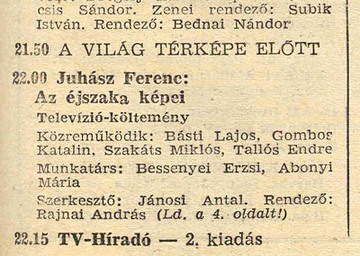 csis Sándor. Zenei rendező: Subik
István. Rendező: Bednai Nándor
21.50 A VILÁG TÉRKÉPE ELŐTT
22.00 Juhász Ferenc:
Az éjszaka képei
Televízió-költemény
Közreműködik: Básti Lajos, Gombor
Katalin, Szakáts Miklós, Tallós Endre
Munkatárs: Bessenyei Erzsi, Abonyi
Mária
Szerkesztő: Jánosi Antal. Rendező:
Rajnai András (Ld. a 4. oldalt!)
22.15 TV-Híradó — 2. kiadás